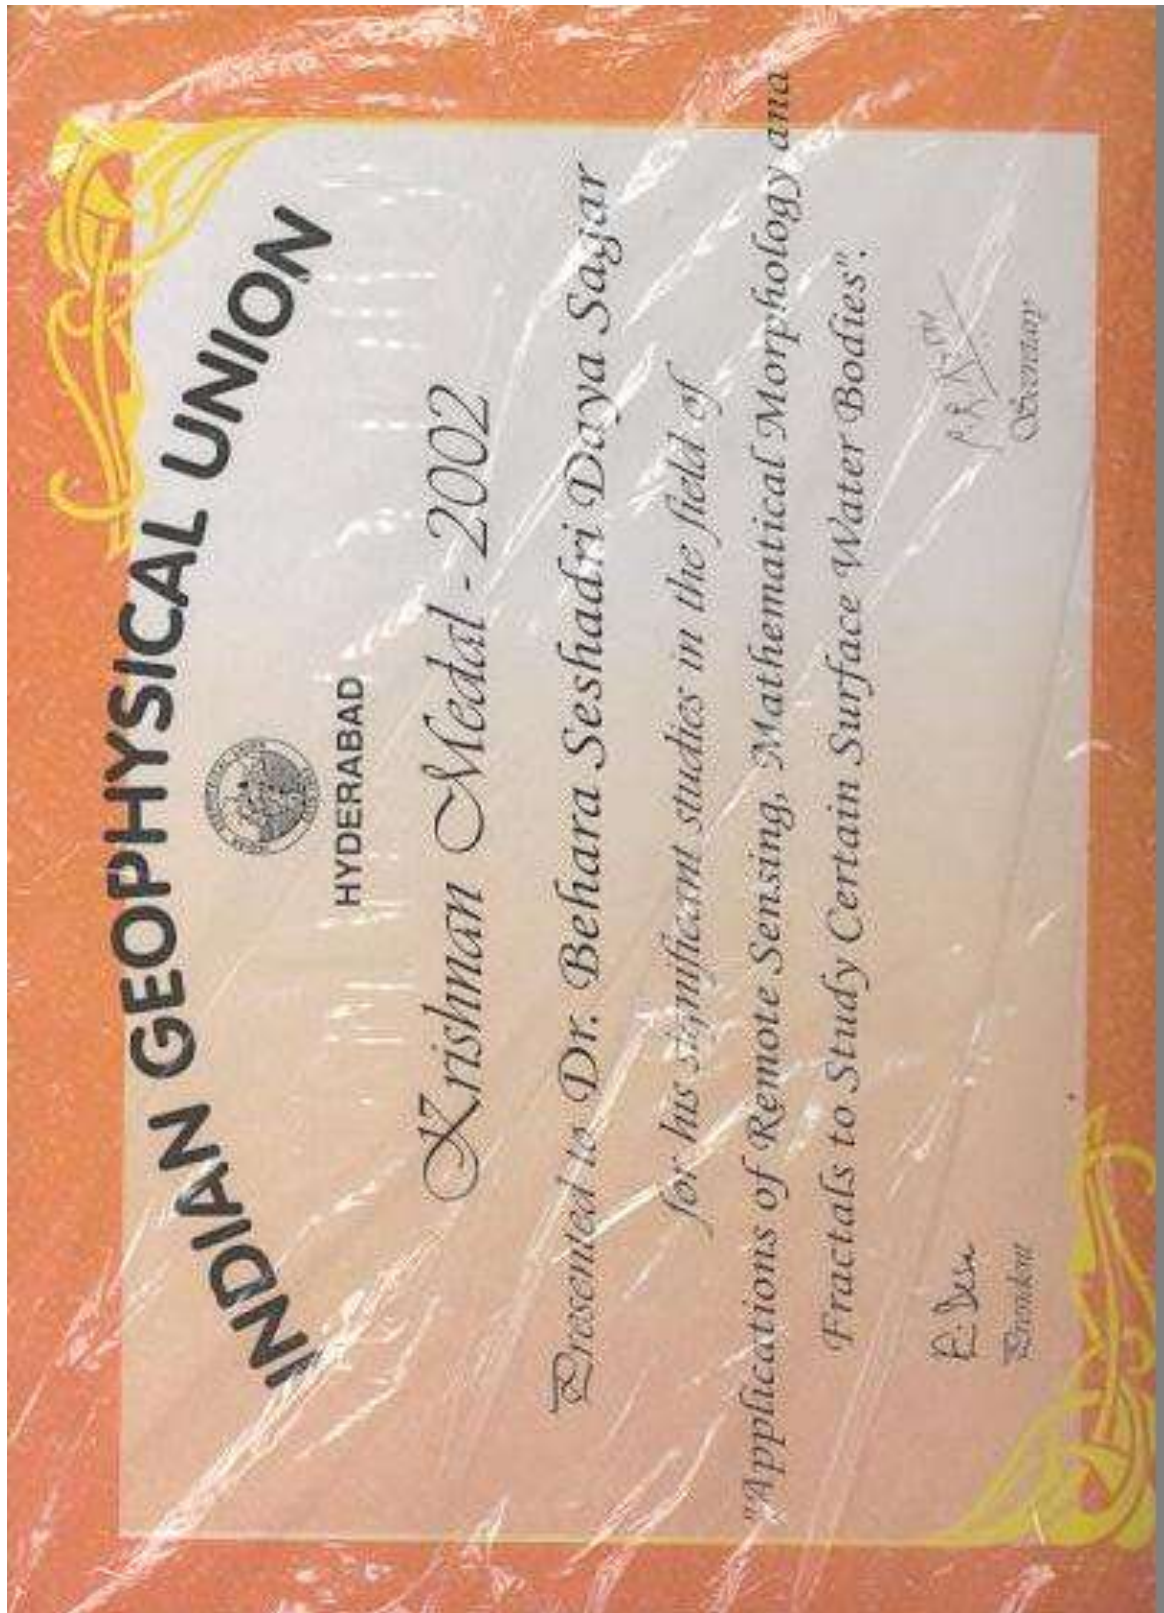 INDIAN GEOPHYSICAL UNION
HYDERABAD
Krishnan Medal - 2002
Presented to Dr. Behara Seshadri Daya Sagar
for his significant studies in the field of
"Applications of Remote Sensing, Mathematical Morphology and
Fractals to Study Certain Surface Water Bodies".
President
Secretary